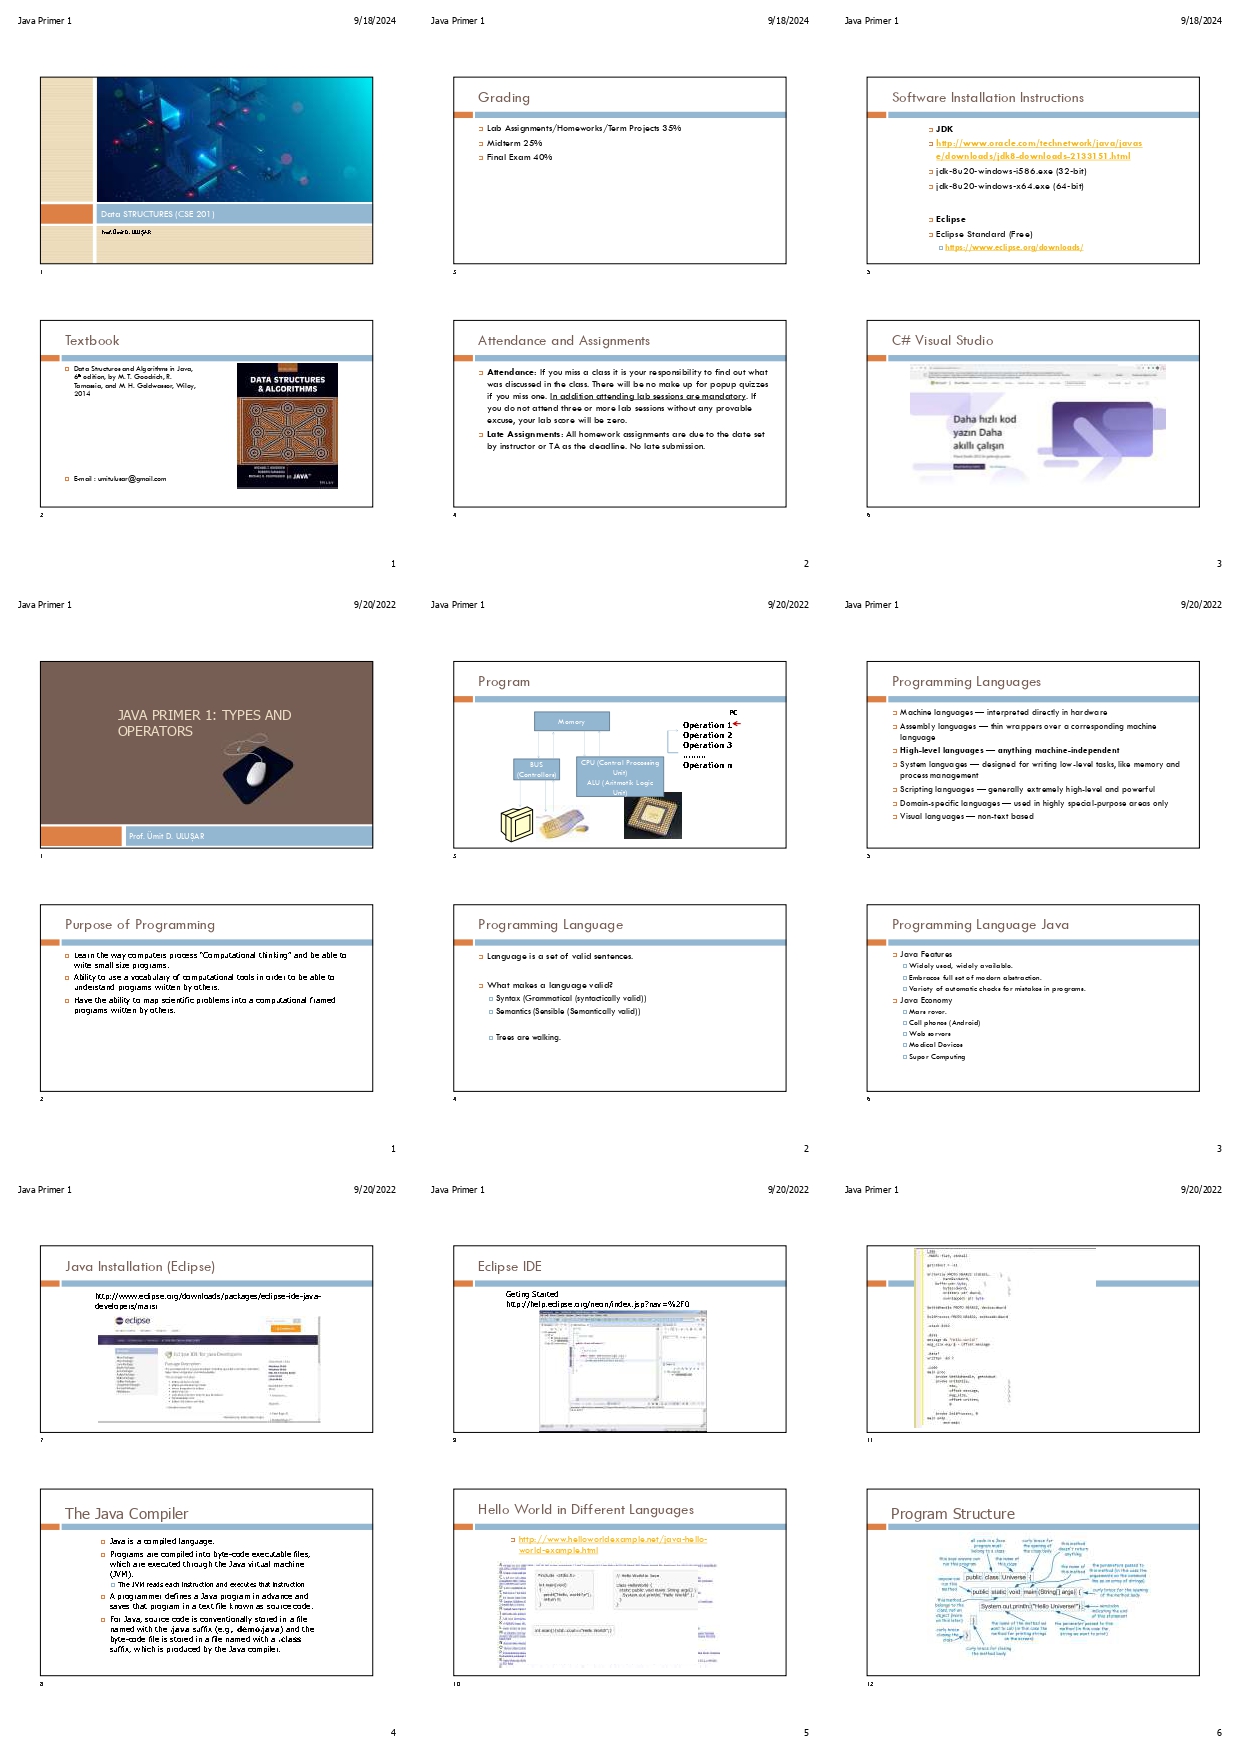 Java Primer 1
9/18/2024
Data STRUCTURES (CSE 201)
Prof.Ümit D. ULUŞAR
1
Textbook
Data Structures and Algorithms in Java,
6th edition, by M.T. Goodrich, R.
Tamassia, and M H. Goldwasser, Wiley,
2014
E-mail : umitulusar@gmail.com
DATA STRUCTURES
& ALGORITHMS
IN JAVA™
2
1
Java Primer 1
9/18/2024
Grading
Lab Assignments/Homeworks/Term Projects 35%
Midterm 25%
Final Exam 40%
3
Attendance and Assignments
Attendance: If you miss a class it is your responsibility to find out what
was discussed in the class. There will be no make up for popup quizzes
if you miss one. In addition attending lab sessions are mandatory. If
you do not attend three or more lab sessions without any provable
excuse, your lab score will be zero.
Late Assignments: All homework assignments are due to the date set
by instructor or TA as the deadline. No late submission.
4
2
Java Primer 1
9/18/2024
Software Installation Instructions
JDK
http://www.oracle.com/technetwork/java/javas
e/downloads/jdk8-downloads-2133151.html
jdk-8u20-windows-i586.exe (32-bit)
jdk-8u20-windows-x64.exe (64-bit)
Eclipse
Eclipse Standard (Free)
https://www.eclipse.org/downloads/
5
C# Visual Studio
Daha hızlı kod
yazın Daha
akıllı çalışın
6
3
Java Primer 1
9/20/2022
JAVA PRIMER 1: TYPES AND
OPERATORS
Prof. Ümit D. ULUŞAR
1
Purpose of Programming
Learn the way computers process "Computational thinking" and be able to
write small size programs.
Ability to use a vocabulary of computational tools in order to be able to
understand programs written by others.
Have the ability to map scientific problems into a computational framed
programs written by others.
2
1
Java Primer 1
9/20/2022
Program
Memory
BUS
(Controllers)
CPU (Control Processing
Unit)
ALU (Aritmatik Logic
Unit)
PC
Operation 1
Operation 2
Operation 3
........
Operation n
3
Programming Language
Language is a set of valid sentences.
What makes a language valid?
Syntax (Grammatical (syntactically valid))
Semantics (Sensible (Semantically valid))
Trees are walking.
4
2
Java Primer 1
9/20/2022
Programming Languages
Machine languages — interpreted directly in hardware
Assembly languages — thin wrappers over a corresponding machine
language
High-level languages — anything machine-independent
System languages — designed for writing low-level tasks, like memory and
process management
Scripting languages — generally extremely high-level and powerful
Domain-specific languages — used in highly special-purpose areas only
Visual languages — non-text based
5
Programming Language Java
Java Features
Widely used, widely available.
Embraces full set of modern abstraction.
Variety of automatic checks for mistakes in programs.
Java Economy
Mars rover.
Cell phones (Android)
Web servers
Medical Devices
Super Computing
6
3
Java Primer 1
9/20/2022
Java Installation (Eclipse)
http://www.eclipse.org/downloads/packages/eclipse-ide-java-
developers/marsr
eclipse
Eclipse IDE for Java Developers
Package Description
7
The Java Compiler
Java is a compiled language.
Programs are compiled into byte-code executable files,
which are executed through the Java virtual machine
(JVM).
The JVM reads each instruction and executes that instruction
A programmer defines a Java program in advance and
saves that program in a text file known as source code.
For Java, source code is conventionally stored in a file
named with the .java suffix (e.g., demo.java) and the
byte-code file is stored in a file named with a .class
suffix, which is produced by the Java compiler.
8
4
Java Primer 1
9/20/2022
Eclipse IDE
Getting Started
http://help.eclipse.org/neon/index.jsp?nav=%2F0
9
Hello World in Different Languages
http://www.helloworldexample.net/java-hello-
world-example.html
10
5
Java Primer 1
9/20/2022
11
Program Structure
public class Universe {
public static void main (String[] args) {
System.out.println ("Hello Universe!");
12
6